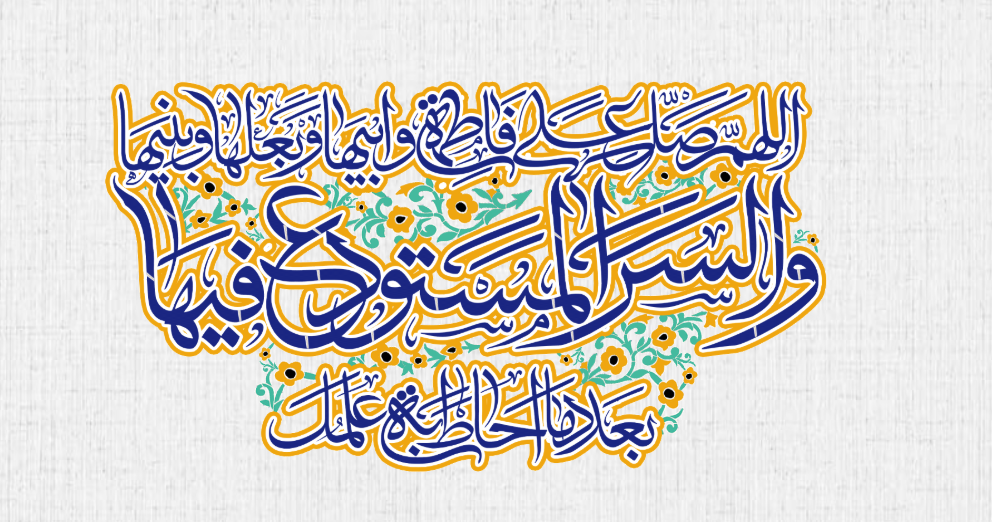 اللهم صل علی فاطمة وابیها وبعلها وبنیها
والسر المستودع فیها
بعدد ما احاط به علمک